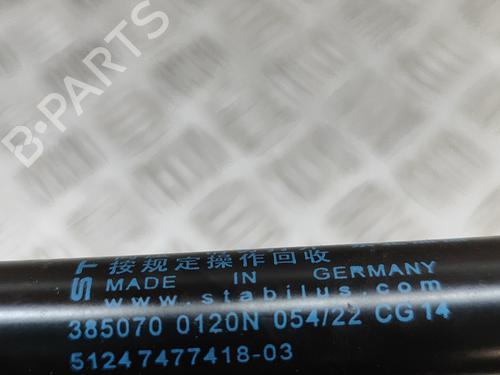 B-PARTS
ST
按规定操作回收
MADE IN GERMANY
www.stabilus.com
385070 0120N 054/22 CG14
51247477418-03